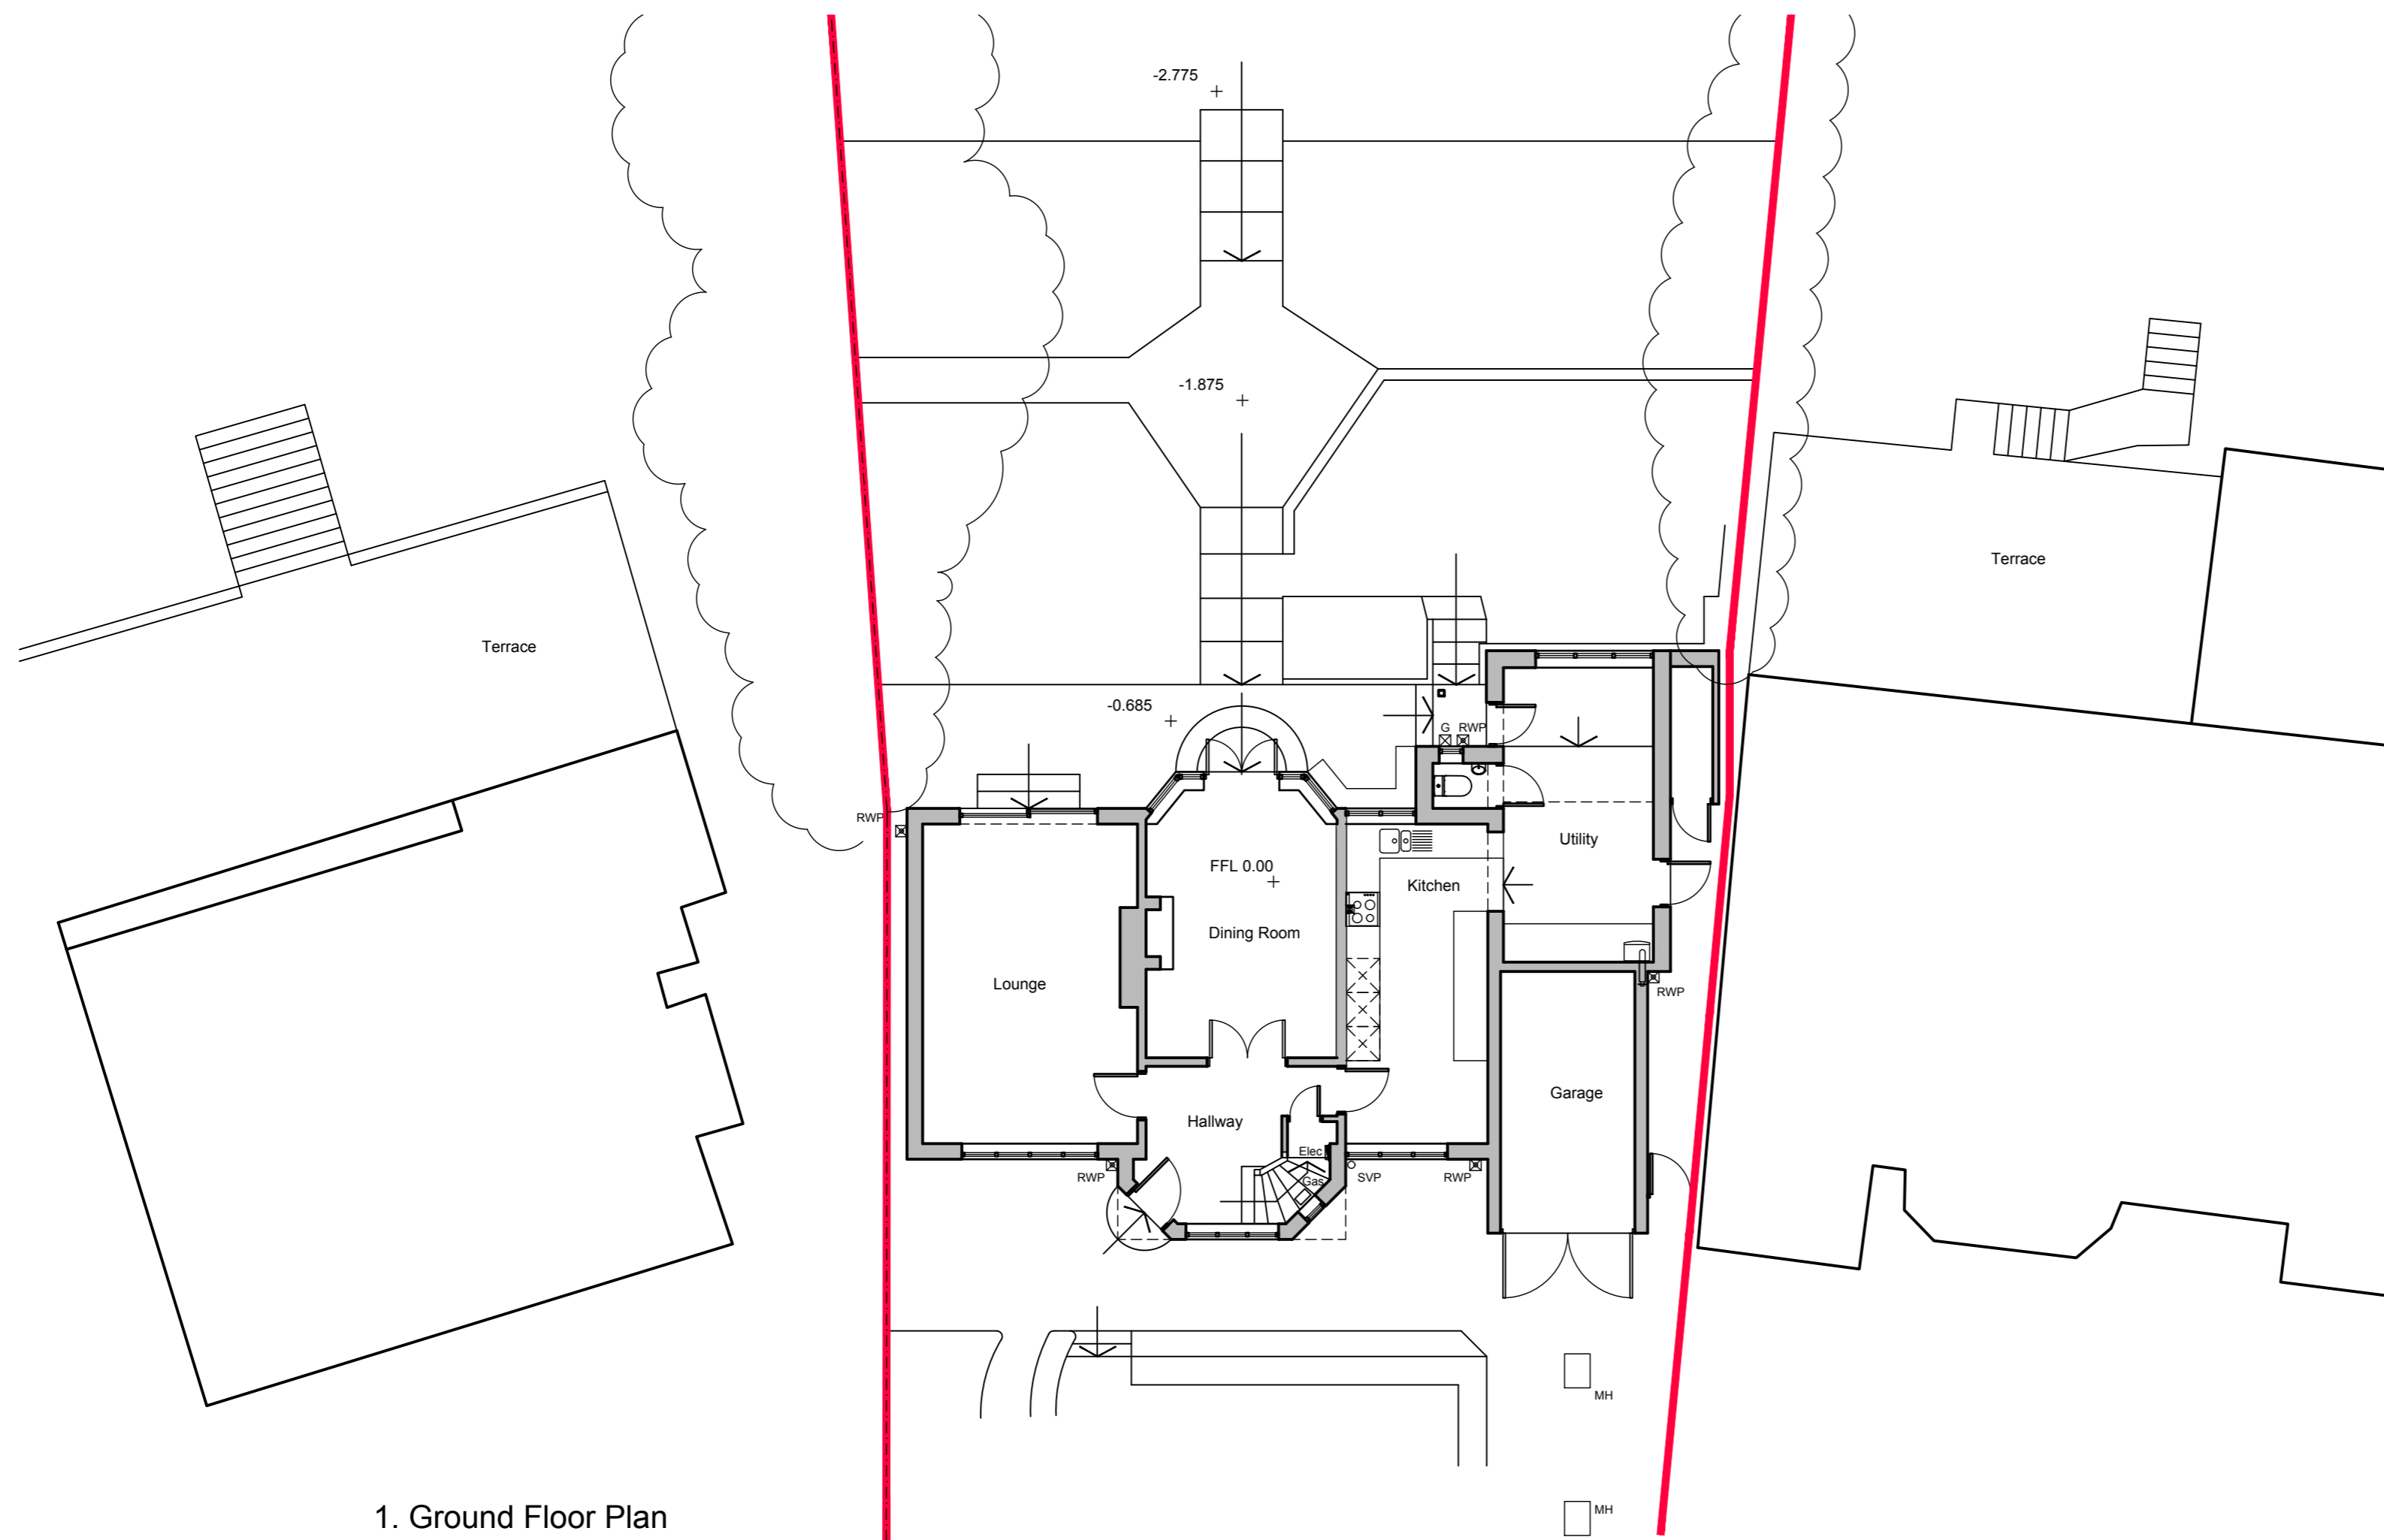 -2.775
-1.875
Terrace
Terrace
-0.685
G
RWP
RWP
Utility
FFL 0.00
Kitchen
Dining Room
Lounge
RWP
Garage
Hallway
Elec
RWP
Gas
SVP
RWP
MH
MH
1. Ground Floor Plan